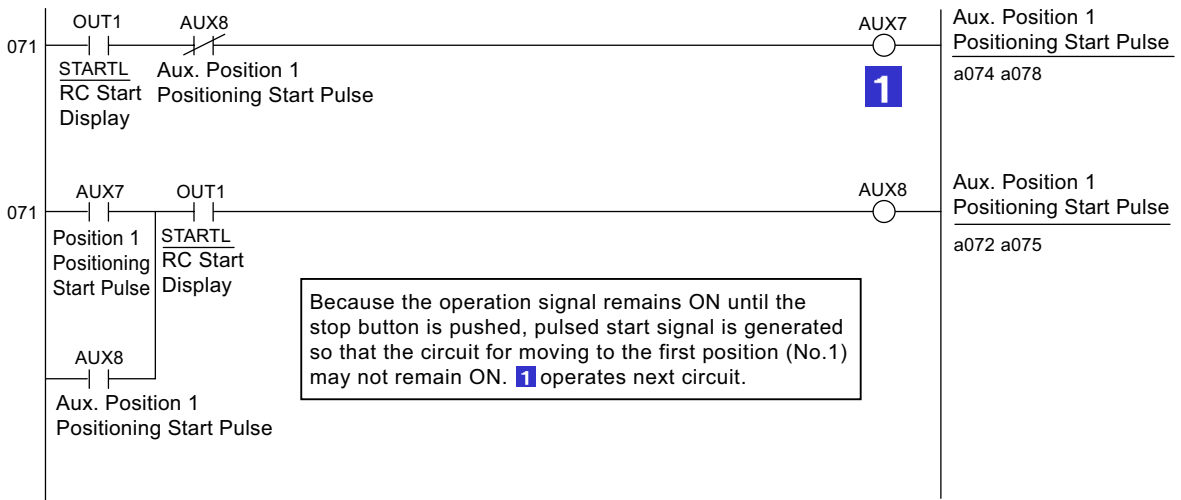 OUT1 AUX8 AUX7
071
STARTL
RC Start
Display
Aux. Position 1
Positioning Start Pulse
1
Aux. Position 1
Positioning Start Pulse
a074 a078
AUX7 OUT1 AUX8
071
Position 1
Positioning
Start Pulse
STARTL
RC Start
Display
Aux. Position 1
Positioning Start Pulse
a072 a075
Because the operation signal remains ON until the
stop button is pushed, pulsed start signal is generated
so that the circuit for moving to the first position (No.1)
may not remain ON. 1 operates next circuit.
AUX8
Aux. Position 1
Positioning Start Pulse